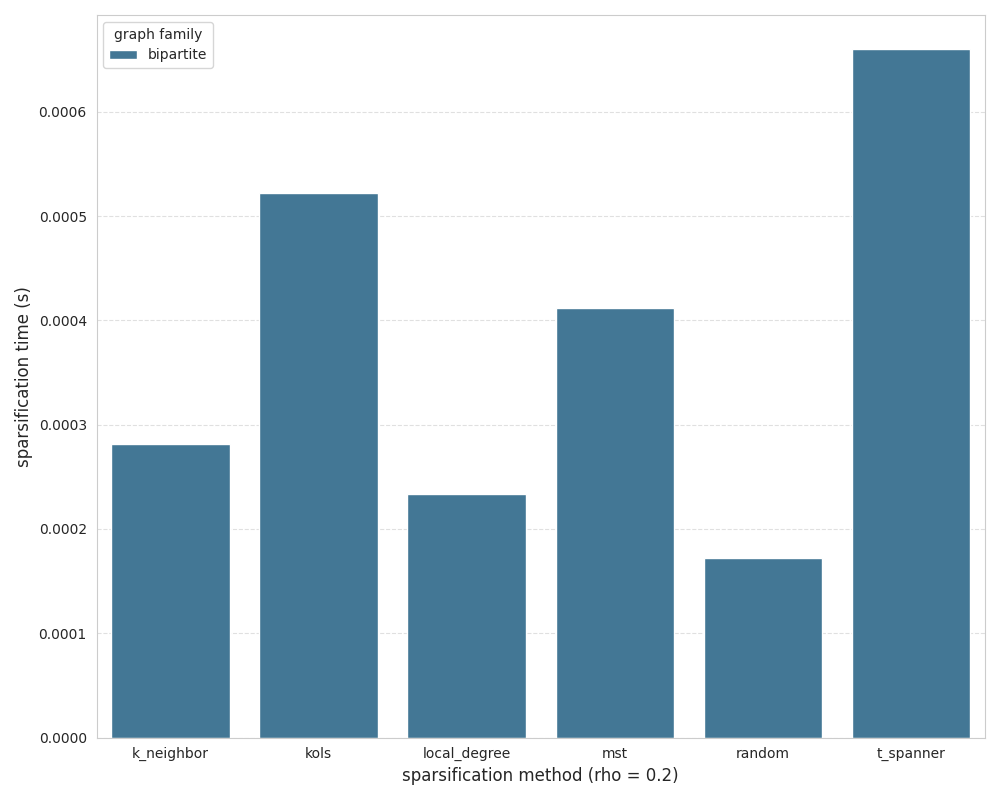 graph family
bipartite
0.0006
0.0005
0.0004
0.0003
0.0002
0.0001
0.0000
sparsification time (s)
k_neighbor kols local_degree mst random t_spanner
sparsification method (rho = 0.2)